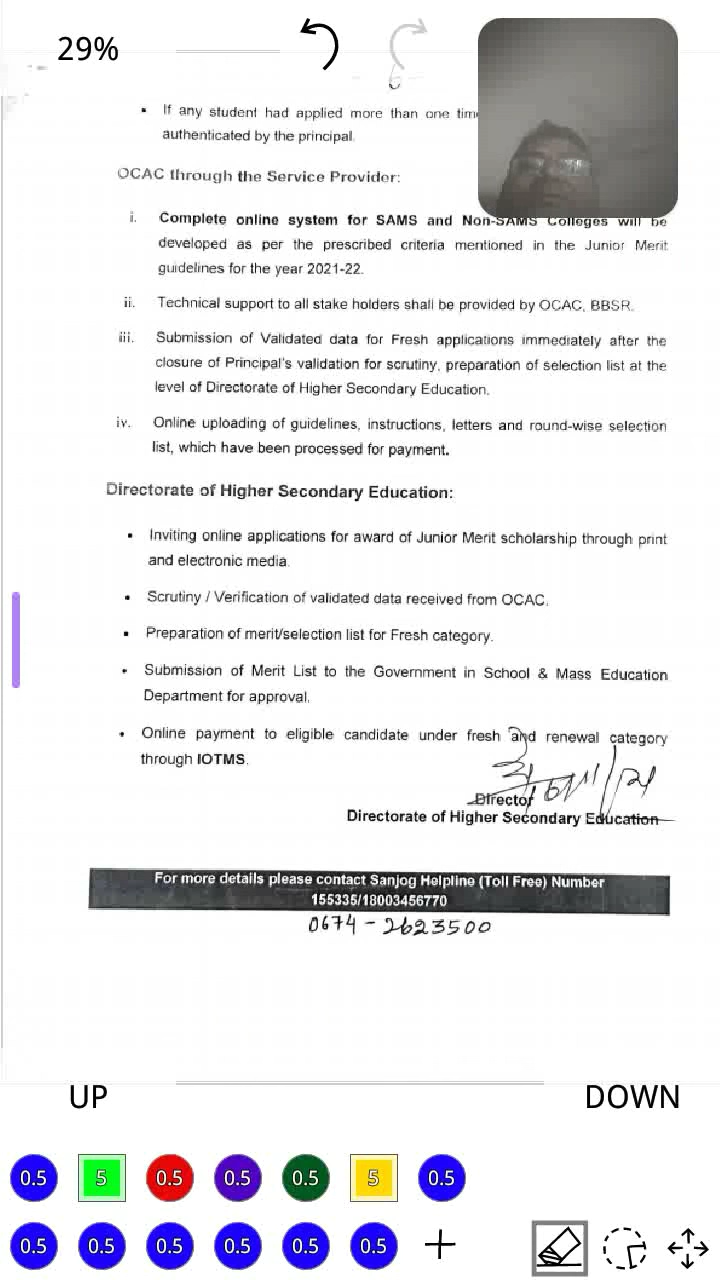 29%
6
• If any student had applied more than one
authenticated by the principal.
OCAC through the Service Provider:
i. Complete online system for SAMS and Non-SAMS Colleges will be
developed as per the prescribed criteria mentioned in the Junior Merit
guidelines for the year 2021-22.
ii. Technical support to all stake holders shall be provided by OCAC, BBSR.
iii. Submission of Validated data for Fresh applications immediately after the
closure of Principal's validation for scrutiny, preparation of selection list at the
level of Directorate of Higher Secondary Education.
iv. Online uploading of guidelines, instructions, letters and round-wise selection
list, which have been processed for payment.
Directorate of Higher Secondary Education:
• Inviting online applications for award of Junior Merit scholarship through print
and electronic media.
• Scrutiny / Verification of validated data received from OCAC.
• Preparation of merit/selection list for Fresh category.
• Submission of Merit List to the Government in School & Mass Education
Department for approval.
• Online payment to eligible candidate under fresh and renewal category
through IOTMS.
Director
Directorate of Higher Secondary Education
For more details please contact Sanjog Helpline (Toll Free) Number
155335/18003456770
0674-2623500
UP DOWN
0.5 5 0.5 0.5 0.5 5 0.5
0.5 0.5 0.5 0.5 0.5 0.5